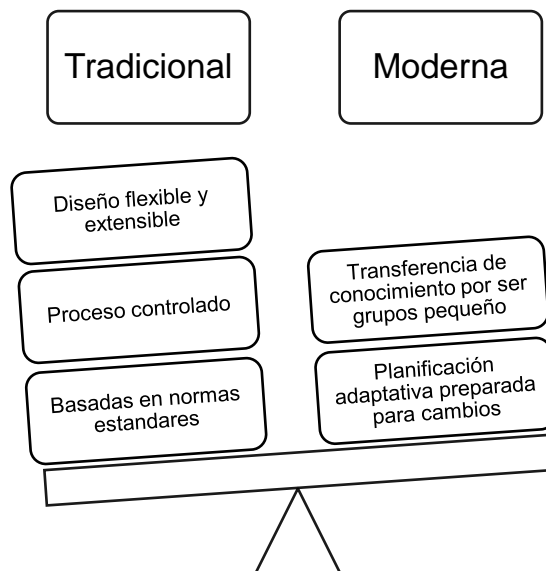 Tradicional
Moderna
Diseño flexible y
extensible
Proceso controlado
Basadas en normas
estandares
Transferencia de
conocimiento por ser
grupos pequeño
Planificación
adaptativa preparada
para cambios